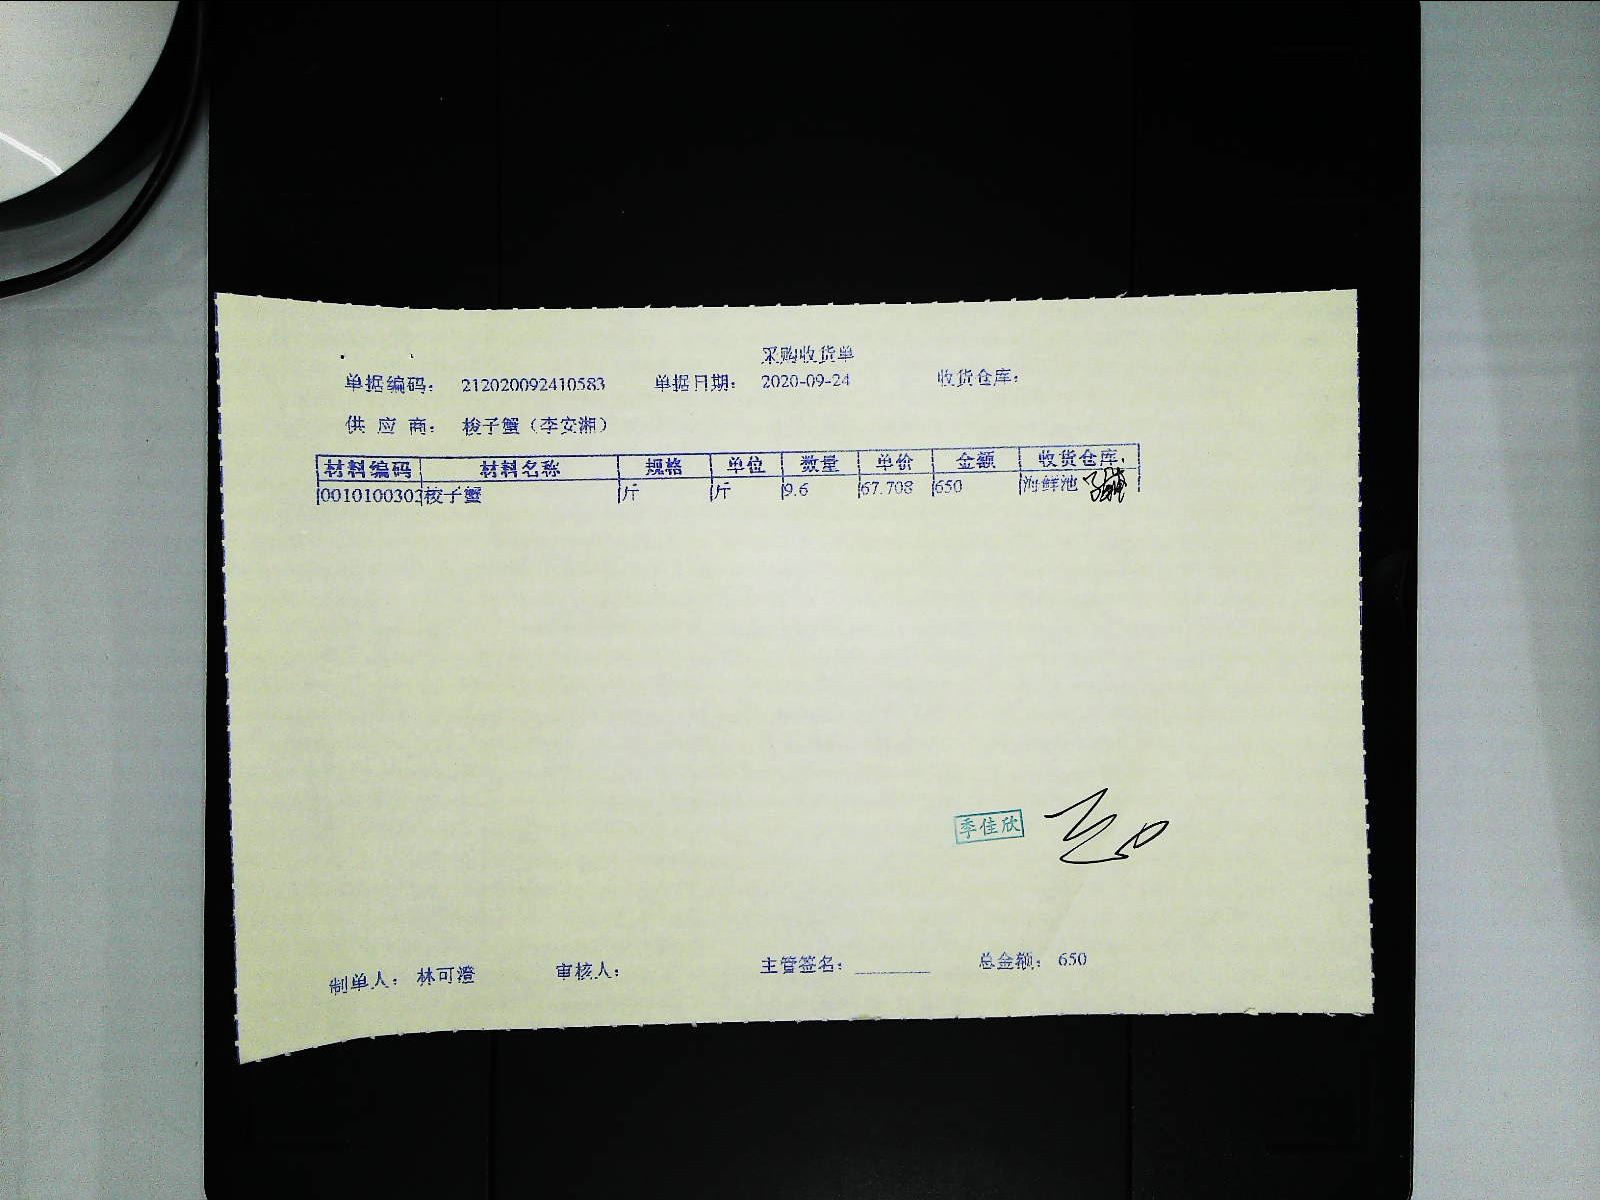 采购收货单
单据编码： 212020092410583 单据日期： 2020-09-24 收货仓库：
供 应 商： 梭子蟹（李安湘）
材料编码 材料名称 规格 单位 数量 单价 金额 收货仓库
0010100303 梭子蟹 斤 斤 9.6 67.708 650 海鲜池
季佳欣
制单人： 林可澄 审核人： 主管签名： 总金额： 650